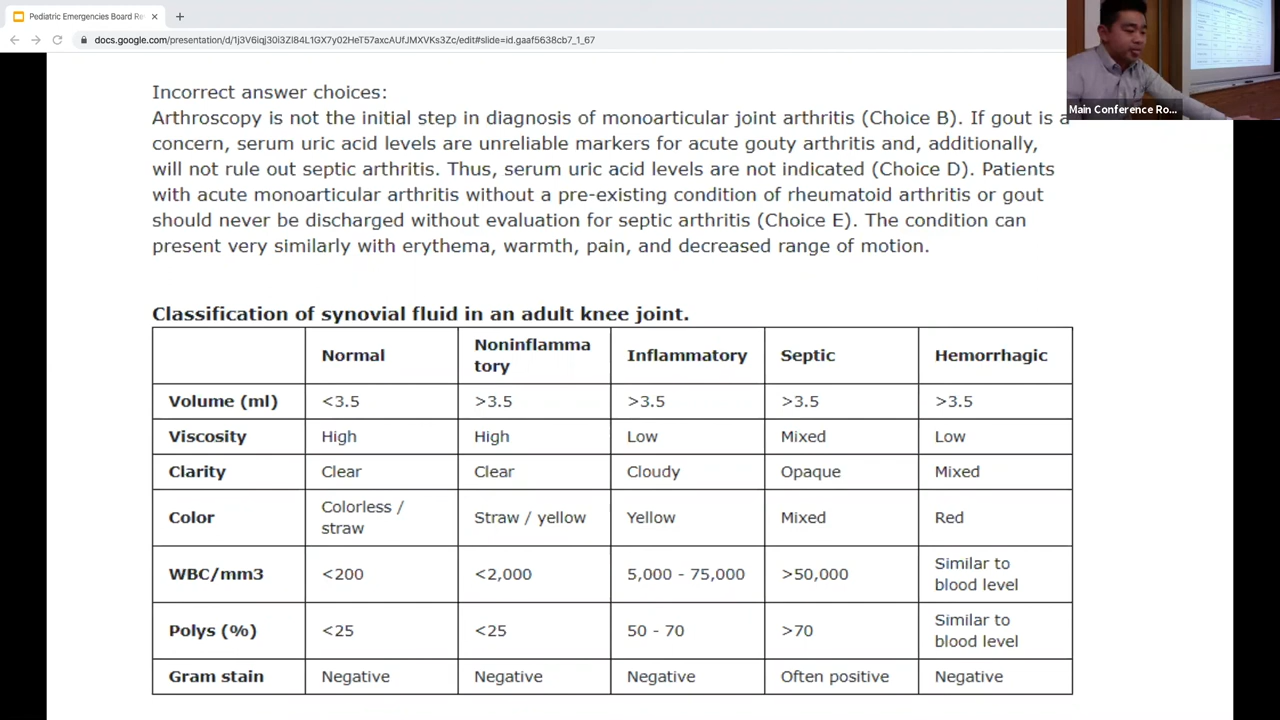 Pediatric Emergencies Board Re
docs.google.com/presentation/d/1j3V6iqj30l3ZI84L1GX7y02HeT57axcAUfJMXVKs3Zc/edit#slide=id.gaaf5638cb7_1_67
Main Conference Ro...
Incorrect answer choices:
Arthroscopy is not the initial step in diagnosis of monoarticular joint arthritis (Choice B). If gout is a
concern, serum uric acid levels are unreliable markers for acute gouty arthritis and, additionally,
will not rule out septic arthritis. Thus, serum uric acid levels are not indicated (Choice D). Patients
with acute monoarticular arthritis without a pre-existing condition of rheumatoid arthritis or gout
should never be discharged without evaluation for septic arthritis (Choice E). The condition can
present very similarly with erythema, warmth, pain, and decreased range of motion.
Classification of synovial fluid in an adult knee joint.
Normal Noninflamma Inflammatory Septic Hemorrhagic
tory
Volume (ml) <3.5 >3.5 >3.5 >3.5 >3.5
Viscosity High High Low Mixed Low
Clarity Clear Clear Cloudy Opaque Mixed
Color Colorless / Straw / yellow Yellow Mixed Red
straw
WBC/mm3 <200 <2,000 5,000 - 75,000 >50,000 Similar to
blood level
Polys (%) <25 <25 50 - 70 >70 Similar to
blood level
Gram stain Negative Negative Negative Often positive Negative